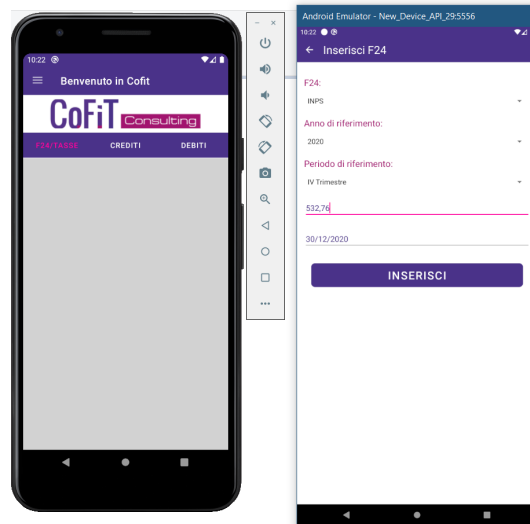 10:22
Benvenuto in Cofit
CoFiT Consulting
F24/TASSE CREDITI DEBITI
Android Emulator - New_Device_API_29:5556
10:22
Inserisci F24
F24:
INPS
Anno di riferimento:
2020
Periodo di riferimento:
IV Trimestre
532,76
30/12/2020
INSERISCI